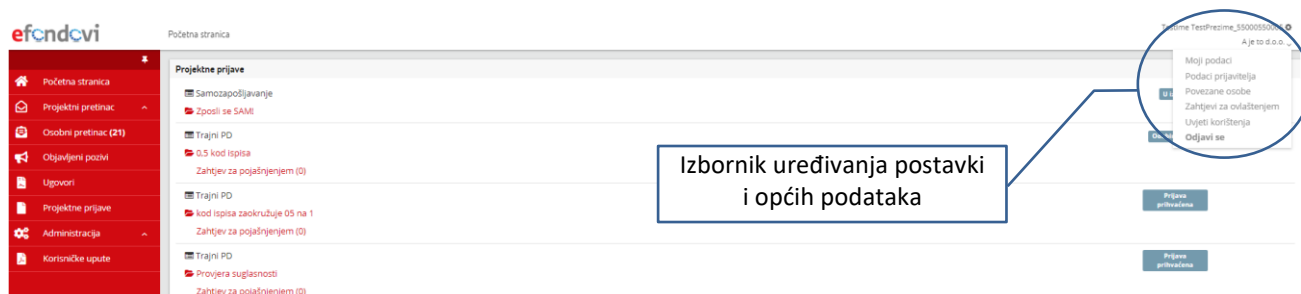 efondovi
Početna stranica
A je to d.o.o.
Početna stranica
Projektni pretinac
Osobni pretinac (21)
Objavljeni pozivi
Ugovori
Projektne prijave
Administracija
Korisničke upute
Projektne prijave
Samozapošljavanje
Zposli se SAMI
Trajni PD
0,5 kod ispisa
Zahtjev za pojašnjenjem (0)
Trajni PD
kod ispisa zaokružuje 05 na 1
Zahtjev za pojašnjenjem (0)
Prijava
prihvaćena
Trajni PD
Provjera suglasnosti
Zahtjev za pojašnjenjem (0)
Prijava
prihvaćena
Moji podaci
Podaci prijavitelja
Povezane osobe
Zahtjevi za ovlaštenjem
Uvjeti korištenja
Odjavi se
Izbornik uređivanja postavki
i općih podataka